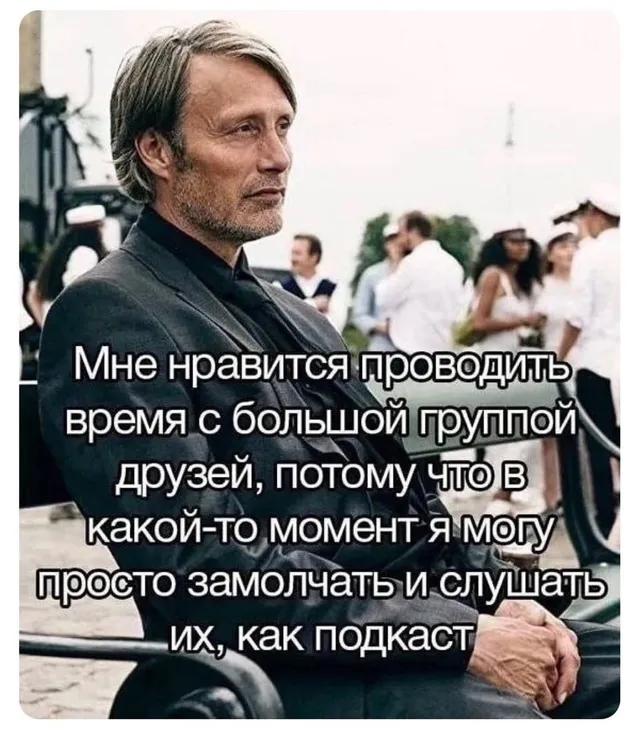 Мне нравится проводить
время с большой группой
друзей, потому что в
какой-то момент я могу
просто замолчать и слушать
их, как подкаст